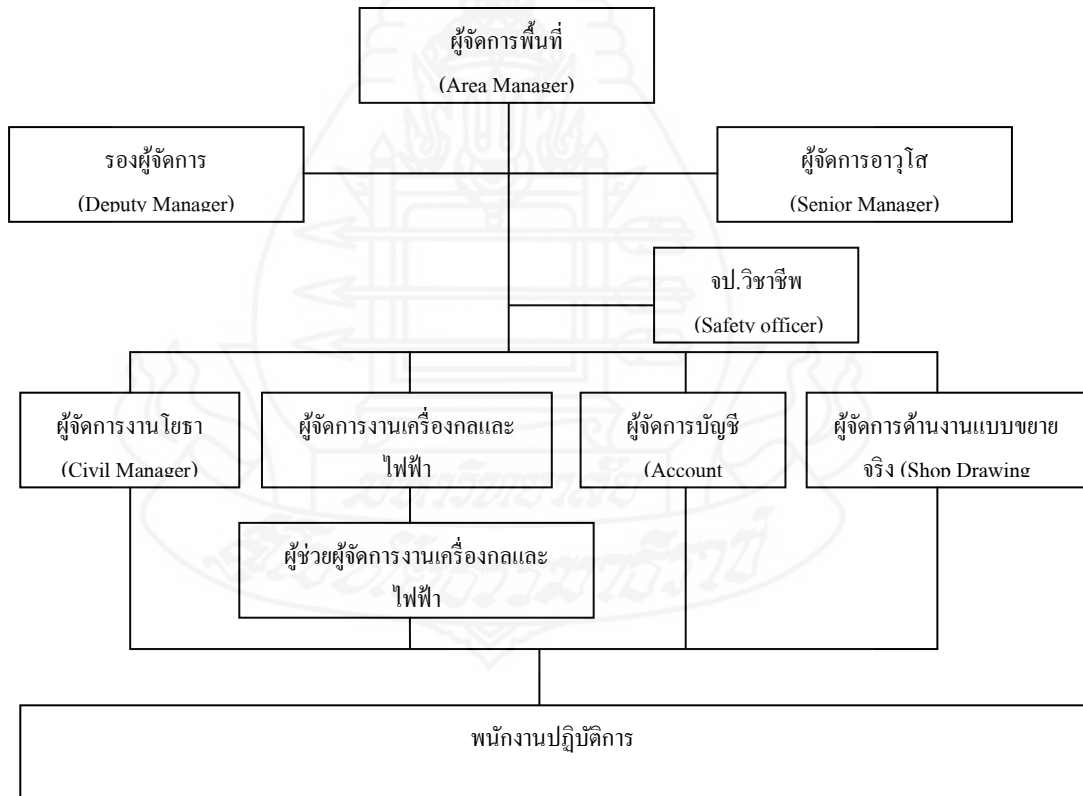 ผู้จัดการพื้นที่
(Area Manager)
รองผู้จัดการ
(Deputy Manager)
ผู้จัดการอาวุโส
(Senior Manager)
จป.วิชาชีพ
(Safety officer)
ผู้จัดการงานโยธา
(Civil Manager)
ผู้จัดการงานเครื่องกลและ
ไฟฟ้า
ผู้จัดการบัญชี
(Account
ผู้จัดการด้านงานแบบขยาย
จริง (Shop Drawing
ผู้ช่วยผู้จัดการงานเครื่องกลและ
ไฟฟ้า
พนักงานปฏิบัติการ